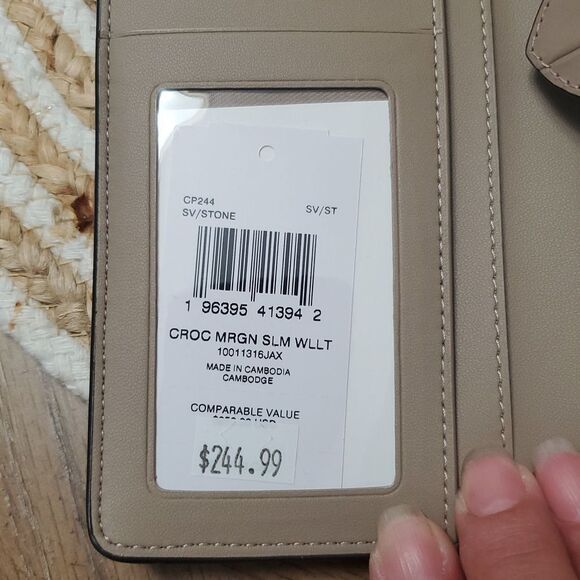 CP244
SV/STONE SV/ST
1 96395 41394 2
CROC MRGN SLM WLLT
10011316JAX
MADE IN CAMBODIA
CAMBODGE
COMPARABLE VALUE
USD
$244.99